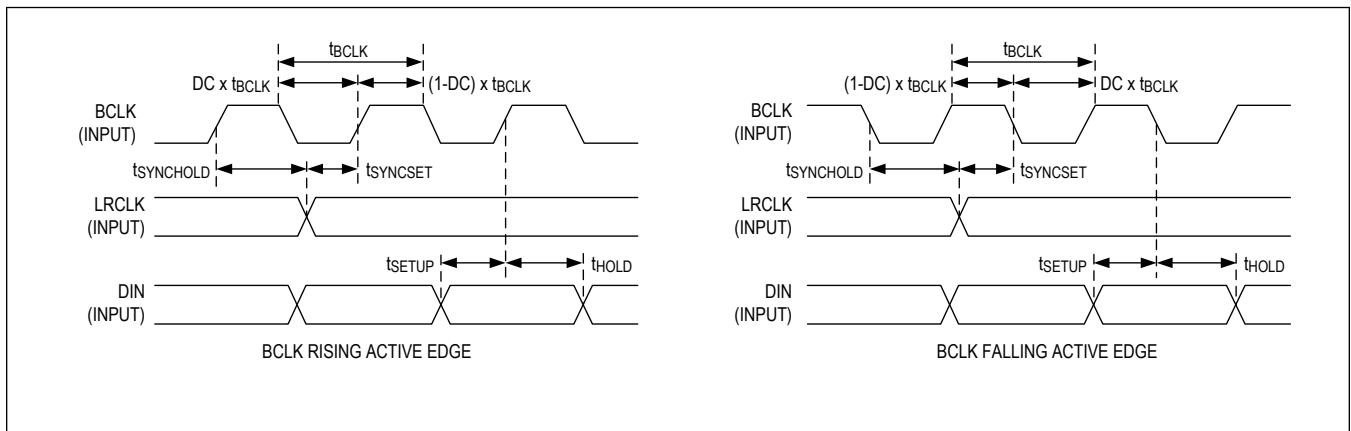 tBCLK
DC x tBCLK
(1-DC) x tBCLK
BCLK
(INPUT)
tSYNCHOLD
tSYNCSET
LRCLK
(INPUT)
tSETUP
tHOLD
DIN
(INPUT)
BCLK RISING ACTIVE EDGE
tBCLK
(1-DC) x tBCLK
DC x tBCLK
BCLK
(INPUT)
tSYNCHOLD
tSYNCSET
LRCLK
(INPUT)
tSETUP
tHOLD
DIN
(INPUT)
BCLK FALLING ACTIVE EDGE